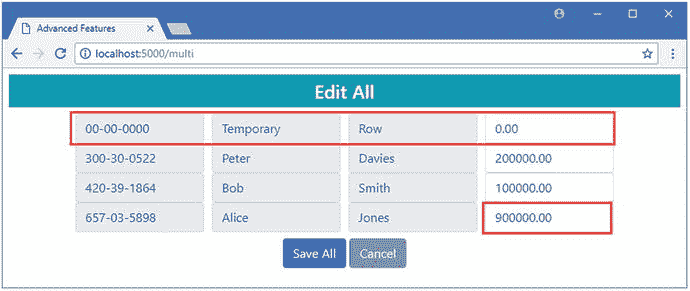 Advanced Features
localhost:5000/multi
Edit All
00-00-0000 Temporary Row 0.00
300-30-0522 Peter Davies 200000.00
420-39-1864 Bob Smith 100000.00
657-03-5898 Alice Jones 900000.00
Save All Cancel